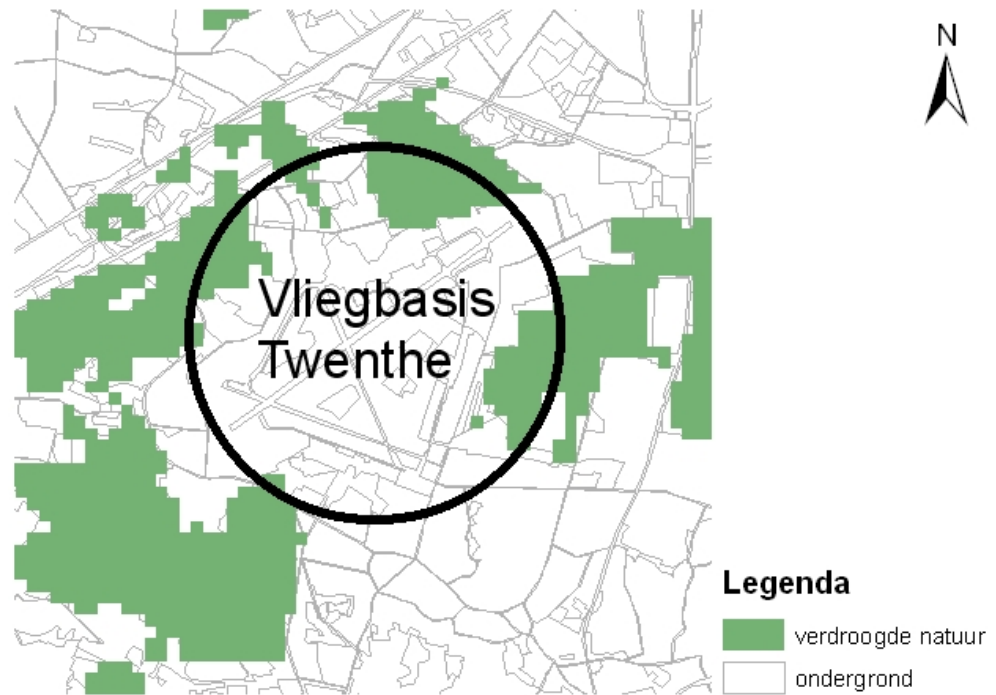 N
Vliegbasis
Twenthe
Legenda
verdroogde natuur
ondergrond